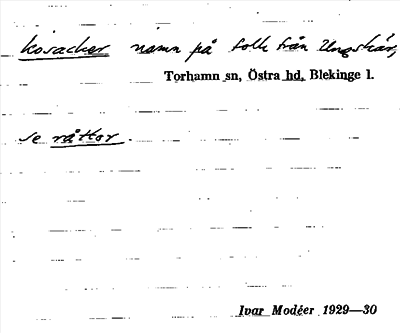 kosacker namn på folk från Ungskär,
Torhamn sn, Östra hd, Blekinge l.
se råttor.
Ivar Modéer 1929—30